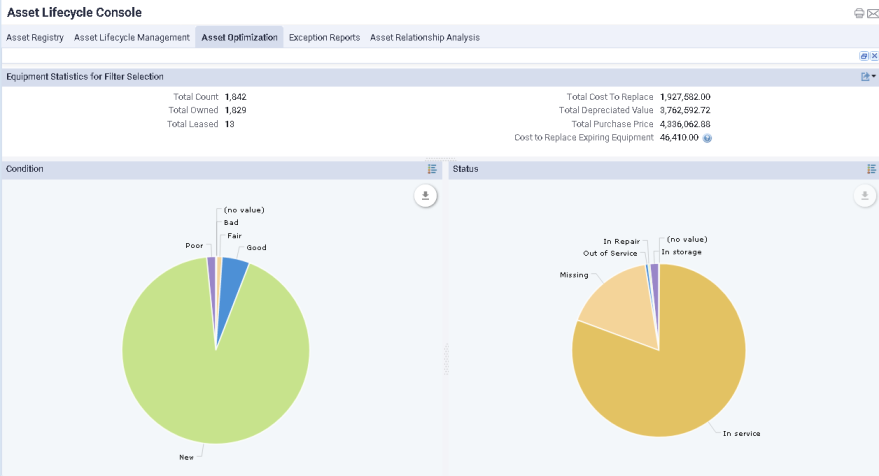 Asset Lifecycle Console
Asset Registry Asset Lifecycle Management Asset Optimization Exception Reports Asset Relationship Analysis
Equipment Statistics for Filter Selection
Total Count 1,842
Total Owned 1,829
Total Leased 13
Total Cost To Replace 1,927,582.00
Total Depreciated Value 3,762,592.72
Total Purchase Price 4,336,062.88
Cost to Replace Expiring Equipment 46,410.00
Condition
(no value)
Bad
Fair
Poor
Good
New
Status
In Repair
(no value)
Out of Service
In storage
Missing
In service